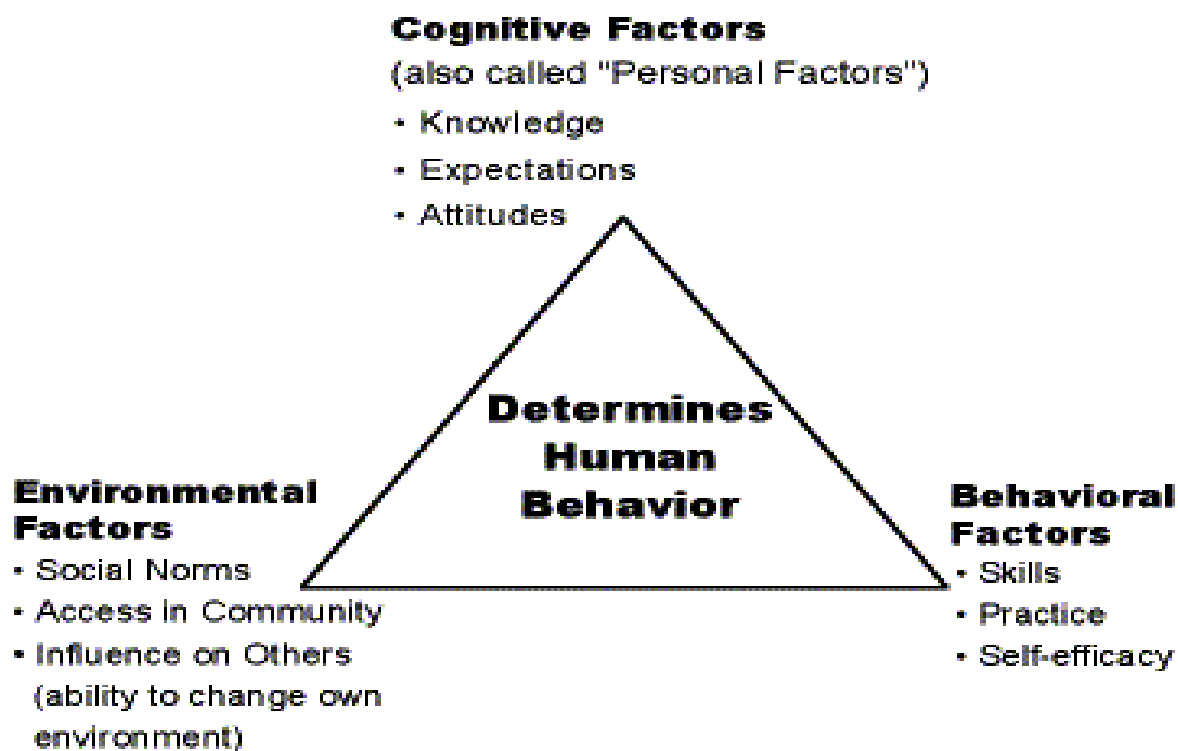 Cognitive Factors
(also called "Personal Factors")
• Knowledge
• Expectations
• Attitudes
Determines
Human
Behavior
Environmental
Factors
• Social Norms
• Access in Community
• Influence on Others
(ability to change own
environment)
Behavioral
Factors
• Skills
• Practice
• Self-efficacy